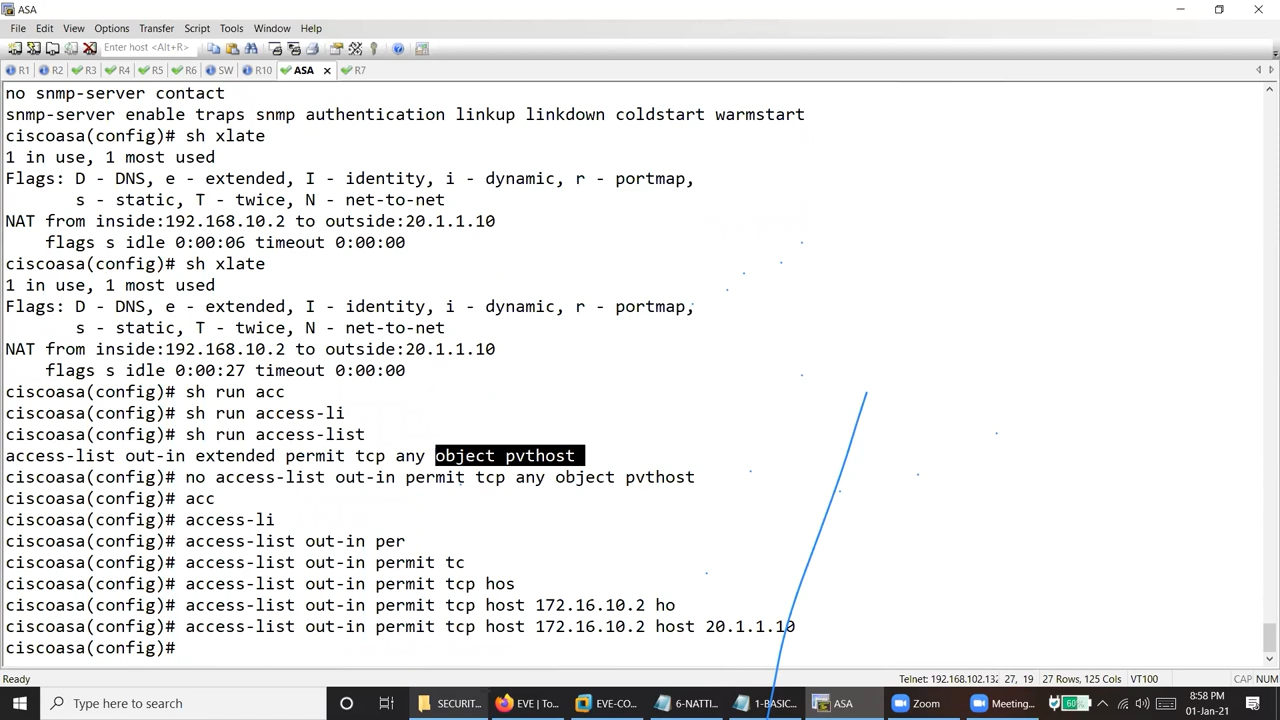 ASA
File Edit View Options Transfer Script Tools Window Help
Enter host <Alt+R>
R1 R2 R3 R4 R5 R6 SW R10 ASA R7
no snmp-server contact
snmp-server enable traps snmp authentication linkup linkdown coldstart warmstart
ciscoasa(config)# sh xlate
1 in use, 1 most used
Flags: D - DNS, e - extended, I - identity, i - dynamic, r - portmap,
s - static, T - twice, N - net-to-net
NAT from inside:192.168.10.2 to outside:20.1.1.10
flags s idle 0:00:06 timeout 0:00:00
ciscoasa(config)# sh xlate
1 in use, 1 most used
Flags: D - DNS, e - extended, I - identity, i - dynamic, r - portmap,
s - static, T - twice, N - net-to-net
NAT from inside:192.168.10.2 to outside:20.1.1.10
flags s idle 0:00:27 timeout 0:00:00
ciscoasa(config)# sh run acc
ciscoasa(config)# sh run access-li
ciscoasa(config)# sh run access-list
access-list out-in extended permit tcp any object pvthost
ciscoasa(config)# no access-list out-in permit tcp any object pvthost
ciscoasa(config)# acc
ciscoasa(config)# access-li
ciscoasa(config)# access-list out-in per
ciscoasa(config)# access-list out-in permit tc
ciscoasa(config)# access-list out-in permit tcp hos
ciscoasa(config)# access-list out-in permit tcp host 172.16.10.2 ho
ciscoasa(config)# access-list out-in permit tcp host 172.16.10.2 host 20.1.1.10
ciscoasa(config)#
Ready Telnet: 192.168.102.132 27, 19 27 Rows, 125 Cols VT100 CAP NUM
Type here to search SECURIT... EVE | To... EVE-CO... 6-NATTI... 1-BASIC... ASA Zoom Meeting... 60% 8:58 PM
01-Jan-21